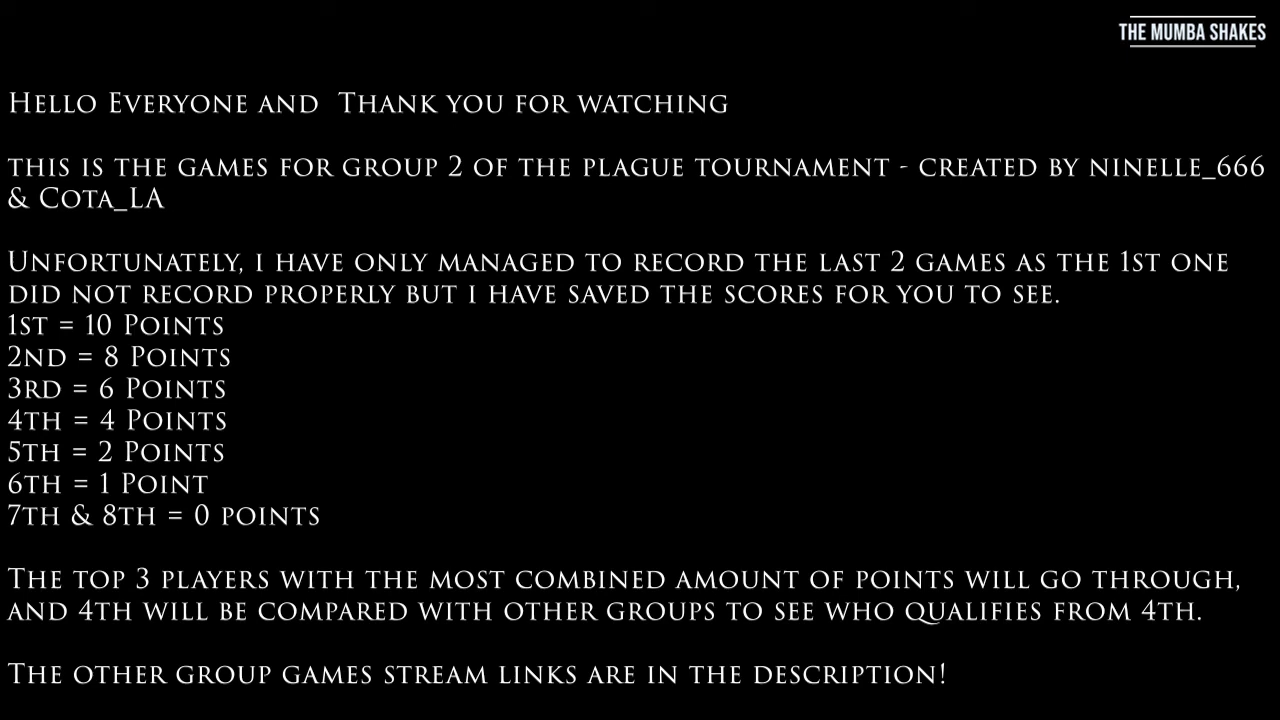 THE MUMBA SHAKES
Hello Everyone and Thank you for watching
this is the games for group 2 of the plague tournament - created by ninelle_666
& Cota_LA
Unfortunately, i have only managed to record the last 2 games as the 1st one
did not record properly but i have saved the scores for you to see.
1st = 10 Points
2nd = 8 Points
3rd = 6 Points
4th = 4 Points
5th = 2 Points
6th = 1 Point
7th & 8th = 0 points
The top 3 players with the most combined amount of points will go through,
and 4th will be compared with other groups to see who qualifies from 4th.
The other group games stream links are in the description!